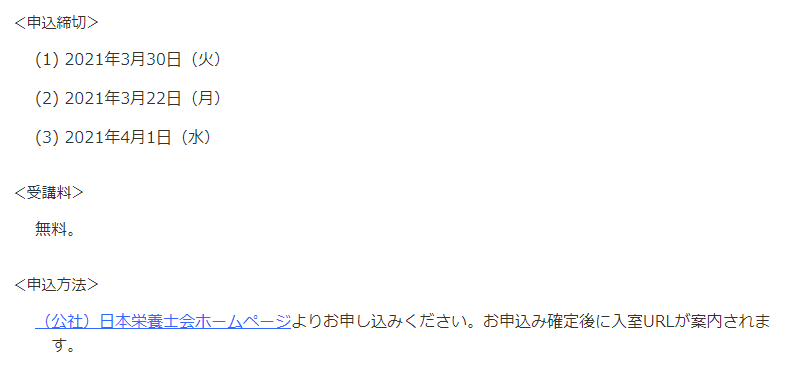 ＜申込締切＞
(1) 2021年3月30日（火）
(2) 2021年3月22日（月）
(3) 2021年4月1日（水）
＜受講料＞
無料。
＜申込方法＞
（公社）日本栄養士会ホームページよりお申し込みください。お申込み確定後に入室URLが案内されま
す。